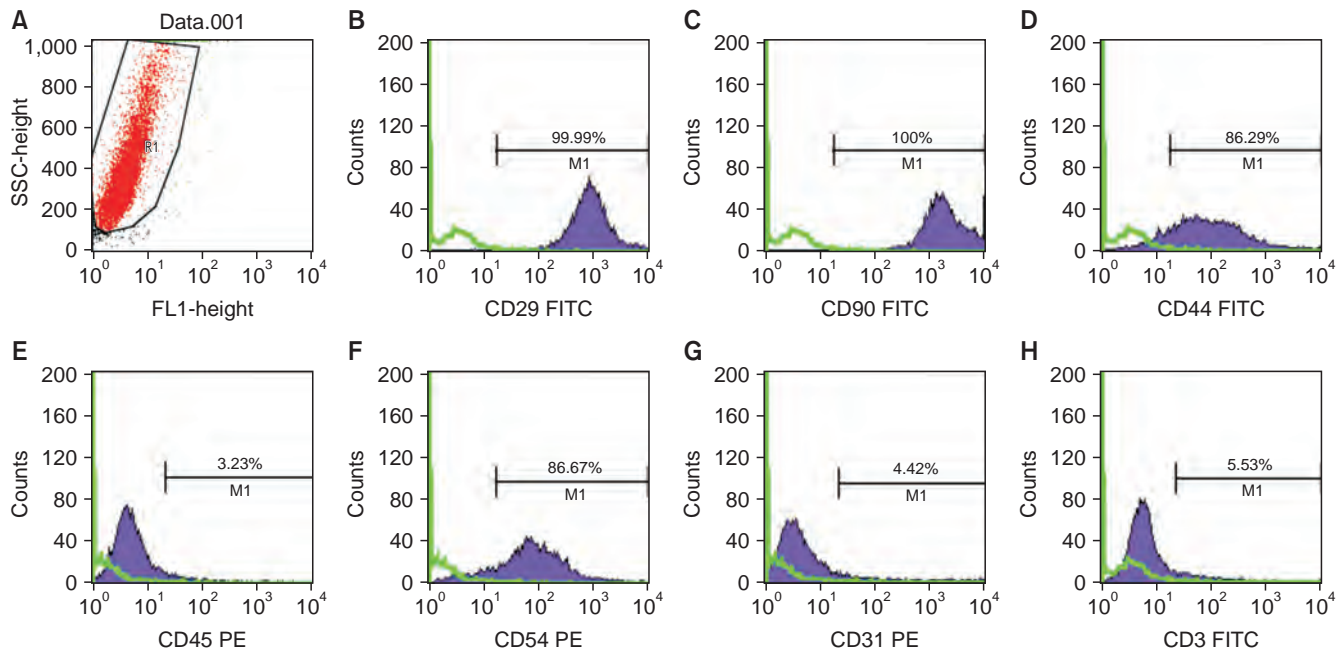 A
Data.001
SSC-height
1,000
800
600
400
200
0
R1
10^0 10^1 10^2 10^3 10^4
FL1-height
B
Counts
200
160
120
80
40
0
99.99%
M1
10^0 10^1 10^2 10^3 10^4
CD29 FITC
C
Counts
200
160
120
80
40
0
100%
M1
10^0 10^1 10^2 10^3 10^4
CD90 FITC
D
Counts
200
160
120
80
40
0
86.29%
M1
10^0 10^1 10^2 10^3 10^4
CD44 FITC
E
Counts
200
160
120
80
40
0
3.23%
M1
10^0 10^1 10^2 10^3 10^4
CD45 PE
F
Counts
200
160
120
80
40
0
86.67%
M1
10^0 10^1 10^2 10^3 10^4
CD54 PE
G
Counts
200
160
120
80
40
0
4.42%
M1
10^0 10^1 10^2 10^3 10^4
CD31 PE
H
Counts
200
160
120
80
40
0
5.53%
M1
10^0 10^1 10^2 10^3 10^4
CD3 FITC